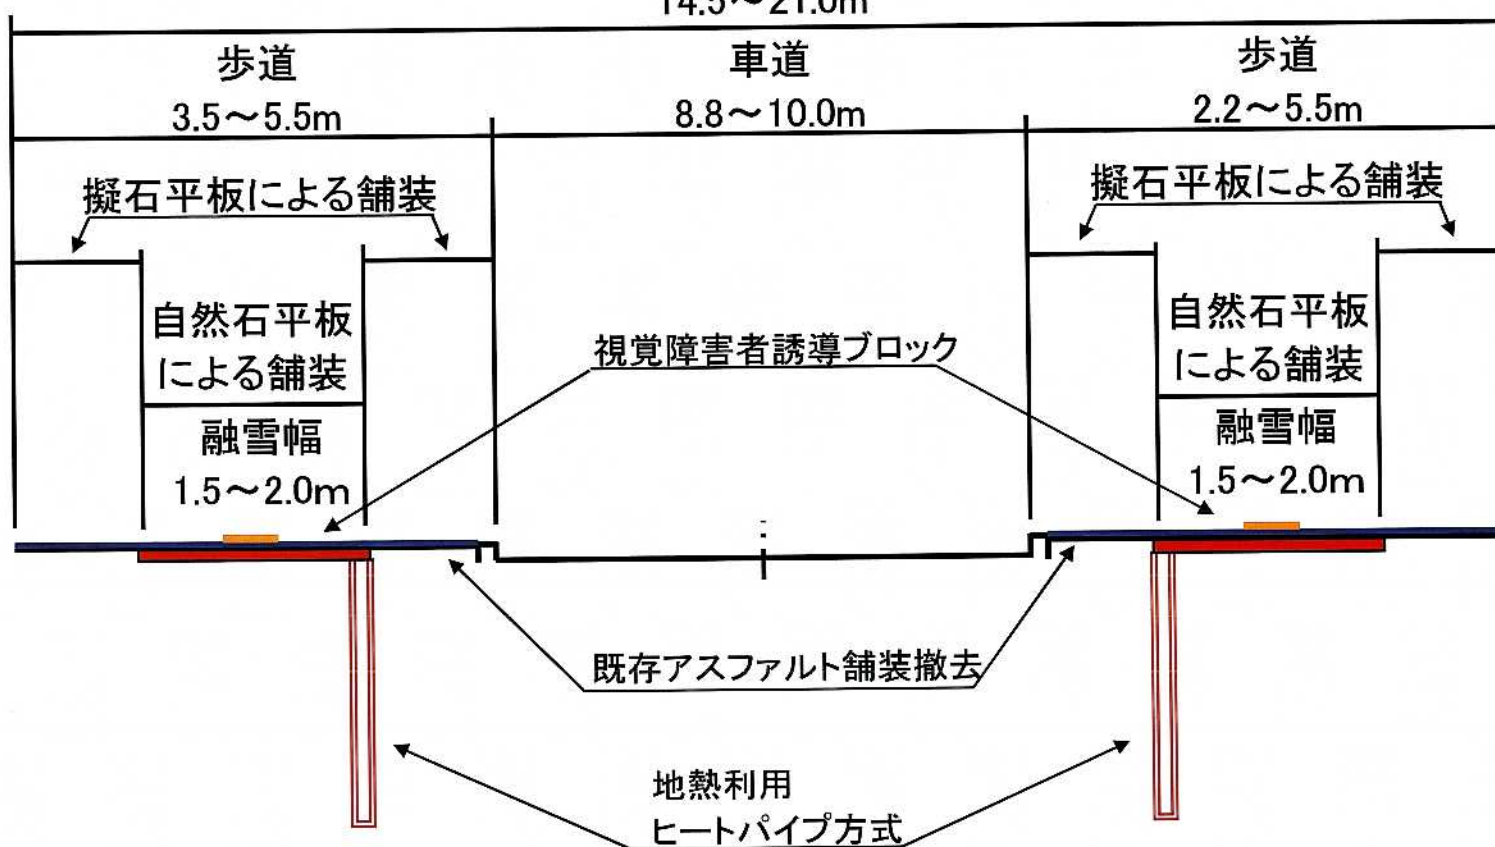 14.5～21.0m
歩道
3.5～5.5m
車道
8.8～10.0m
歩道
2.2～5.5m
擬石平板による舗装
擬石平板による舗装
自然石平板
による舗装
融雪幅
1.5～2.0m
視覚障害者誘導ブロック
自然石平板
による舗装
融雪幅
1.5～2.0m
既存アスファルト舗装撤去
地熱利用
ヒートパイプ方式